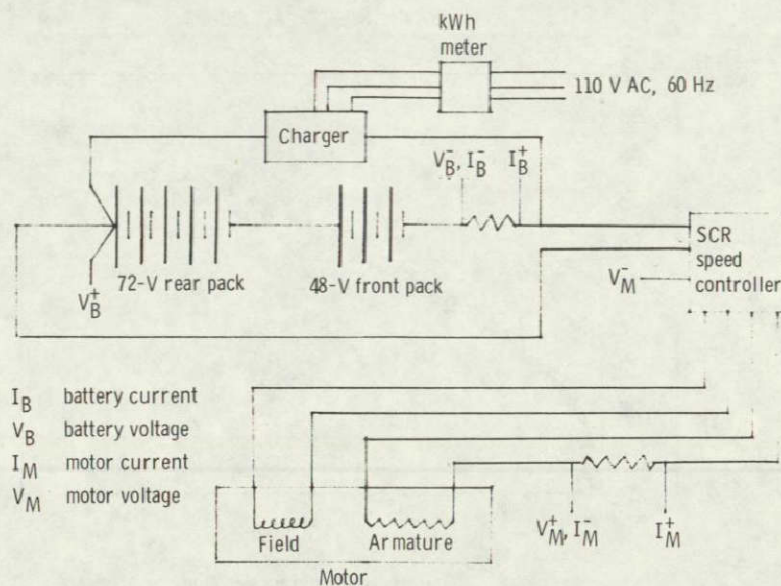 kWh
meter
110 V AC, 60 Hz
Charger
V_B^-, I_B^- I_B^+
SCR
speed
controller
V_M^-
72-V rear pack 48-V front pack
V_B^+
I_B battery current
V_B battery voltage
I_M motor current
V_M motor voltage
Field Armature
V_M^+, I_M^- I_M^+
Motor